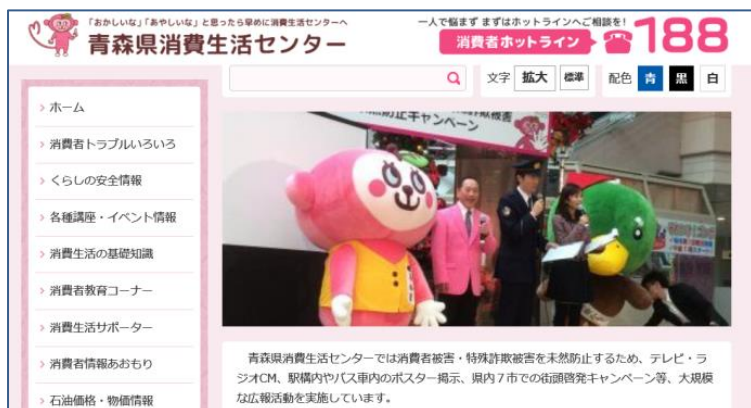 「おかしいな」「あやしいな」と思ったら早めに消費生活センターへ
青森県消費生活センター
一人で悩まず まずはホットラインへご相談を!
消費者ホットライン 188
文字 拡大 標準 配色 青 黒 白
> ホーム
> 消費者トラブルいろいろ
> くらしの安全情報
> 各種講座・イベント情報
> 消費生活の基礎知識
> 消費者教育コーナー
> 消費生活サポーター
> 消費者情報あおもり
> 石油価格・物価情報
防止キャンペーン
青森県消費生活センターでは消費者被害・特殊詐欺被害を未然防止するため、テレビ・ラ
ジオCM、駅構内やバス車内のポスター掲示、県内7市での街頭啓発キャンペーン等、大規模
な広報活動を実施しています。